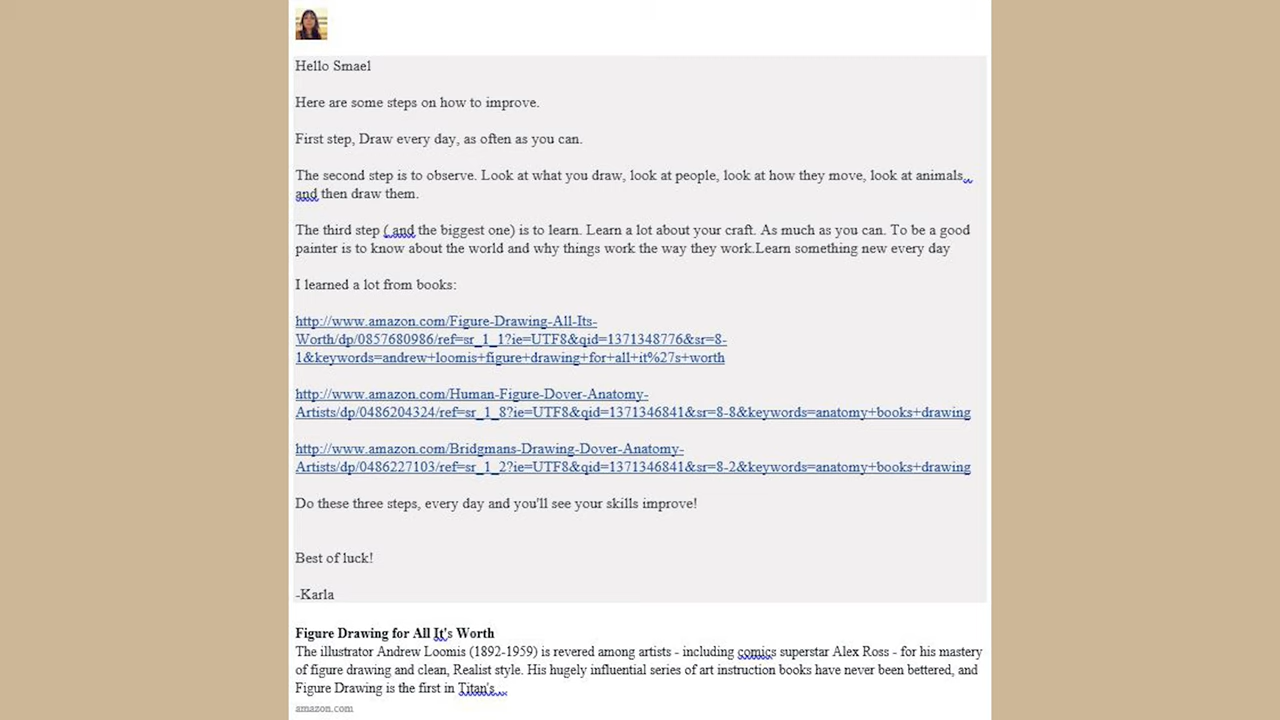 Hello Smael
Here are some steps on how to improve.
First step, Draw every day, as often as you can.
The second step is to observe. Look at what you draw, look at people, look at how they move, look at animals,,
and then draw them.
The third step ( and the biggest one) is to learn. Learn a lot about your craft. As much as you can. To be a good
painter is to know about the world and why things work the way they work.Learn something new every day
I learned a lot from books:
http://www.amazon.com/Figure-Drawing-All-Its-
Worth/dp/0857680986/ref=sr_1_1?ie=UTF8&qid=1371348776&sr=8-
1&keywords=andrew+loomis+figure+drawing+for+all+it%27s+worth
http://www.amazon.com/Human-Figure-Dover-Anatomy-
Artists/dp/0486204324/ref=sr_1_8?ie=UTF8&qid=1371346841&sr=8-8&keywords=anatomy+books+drawing
http://www.amazon.com/Bridgmans-Drawing-Dover-Anatomy-
Artists/dp/0486227103/ref=sr_1_2?ie=UTF8&qid=1371346841&sr=8-2&keywords=anatomy+books+drawing
Do these three steps, every day and you'll see your skills improve!
Best of luck!
-Karla
Figure Drawing for All It's Worth
The illustrator Andrew Loomis (1892-1959) is revered among artists - including comics superstar Alex Ross - for his mastery
of figure drawing and clean, Realist style. His hugely influential series of art instruction books have never been bettered, and
Figure Drawing is the first in Titan's...
amazon.com